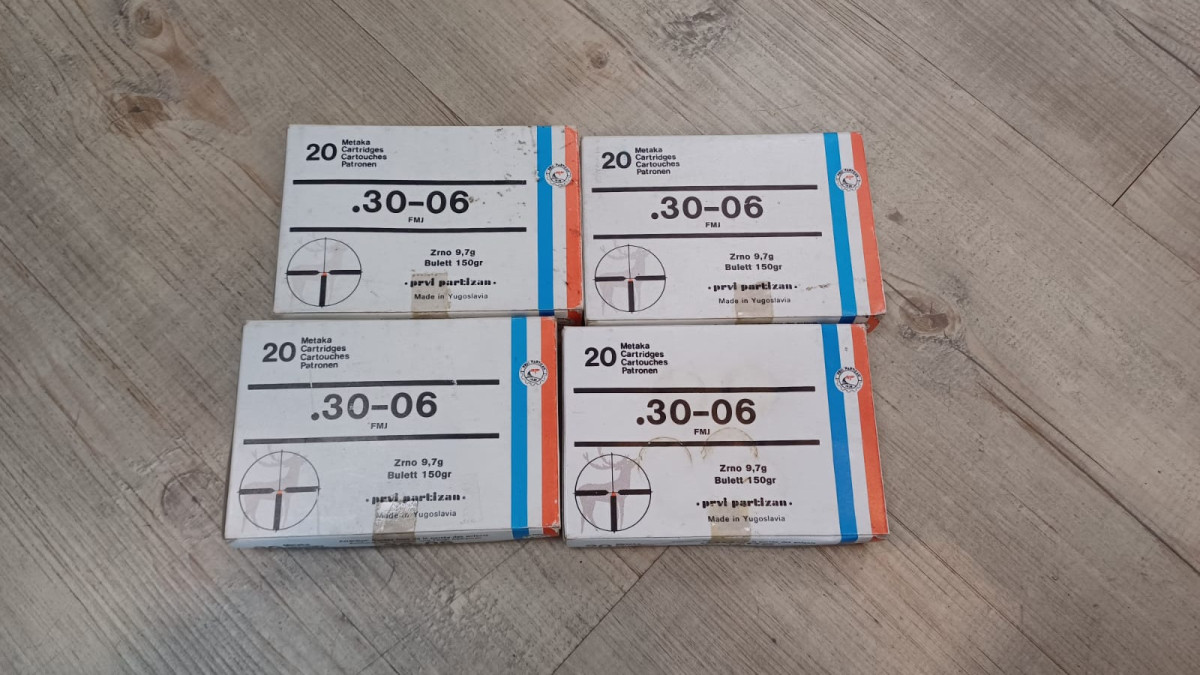 20 Metaka
Cartridges
Cartouches
Patronen
.30-06
FMJ
Zrno 9,7g
Bulett 150gr
• prvi partizan •
Made in Yugoslavia
20 Metaka
Cartridges
Cartouches
Patronen
.30-06
FMJ
Zrno 9,7g
Bulett 150gr
• prvi partizan •
Made in Yugoslavia
20 Metaka
Cartridges
Cartouches
Patronen
.30-06
FMJ
Zrno 9,7g
Bulett 150gr
• prvi partizan •
Made in Yugoslavia
20 Metaka
Cartridges
Cartouches
Patronen
.30-06
FMJ
Zrno 9,7g
Bulett 150gr
• prvi partizan •
Made in Yugoslavia